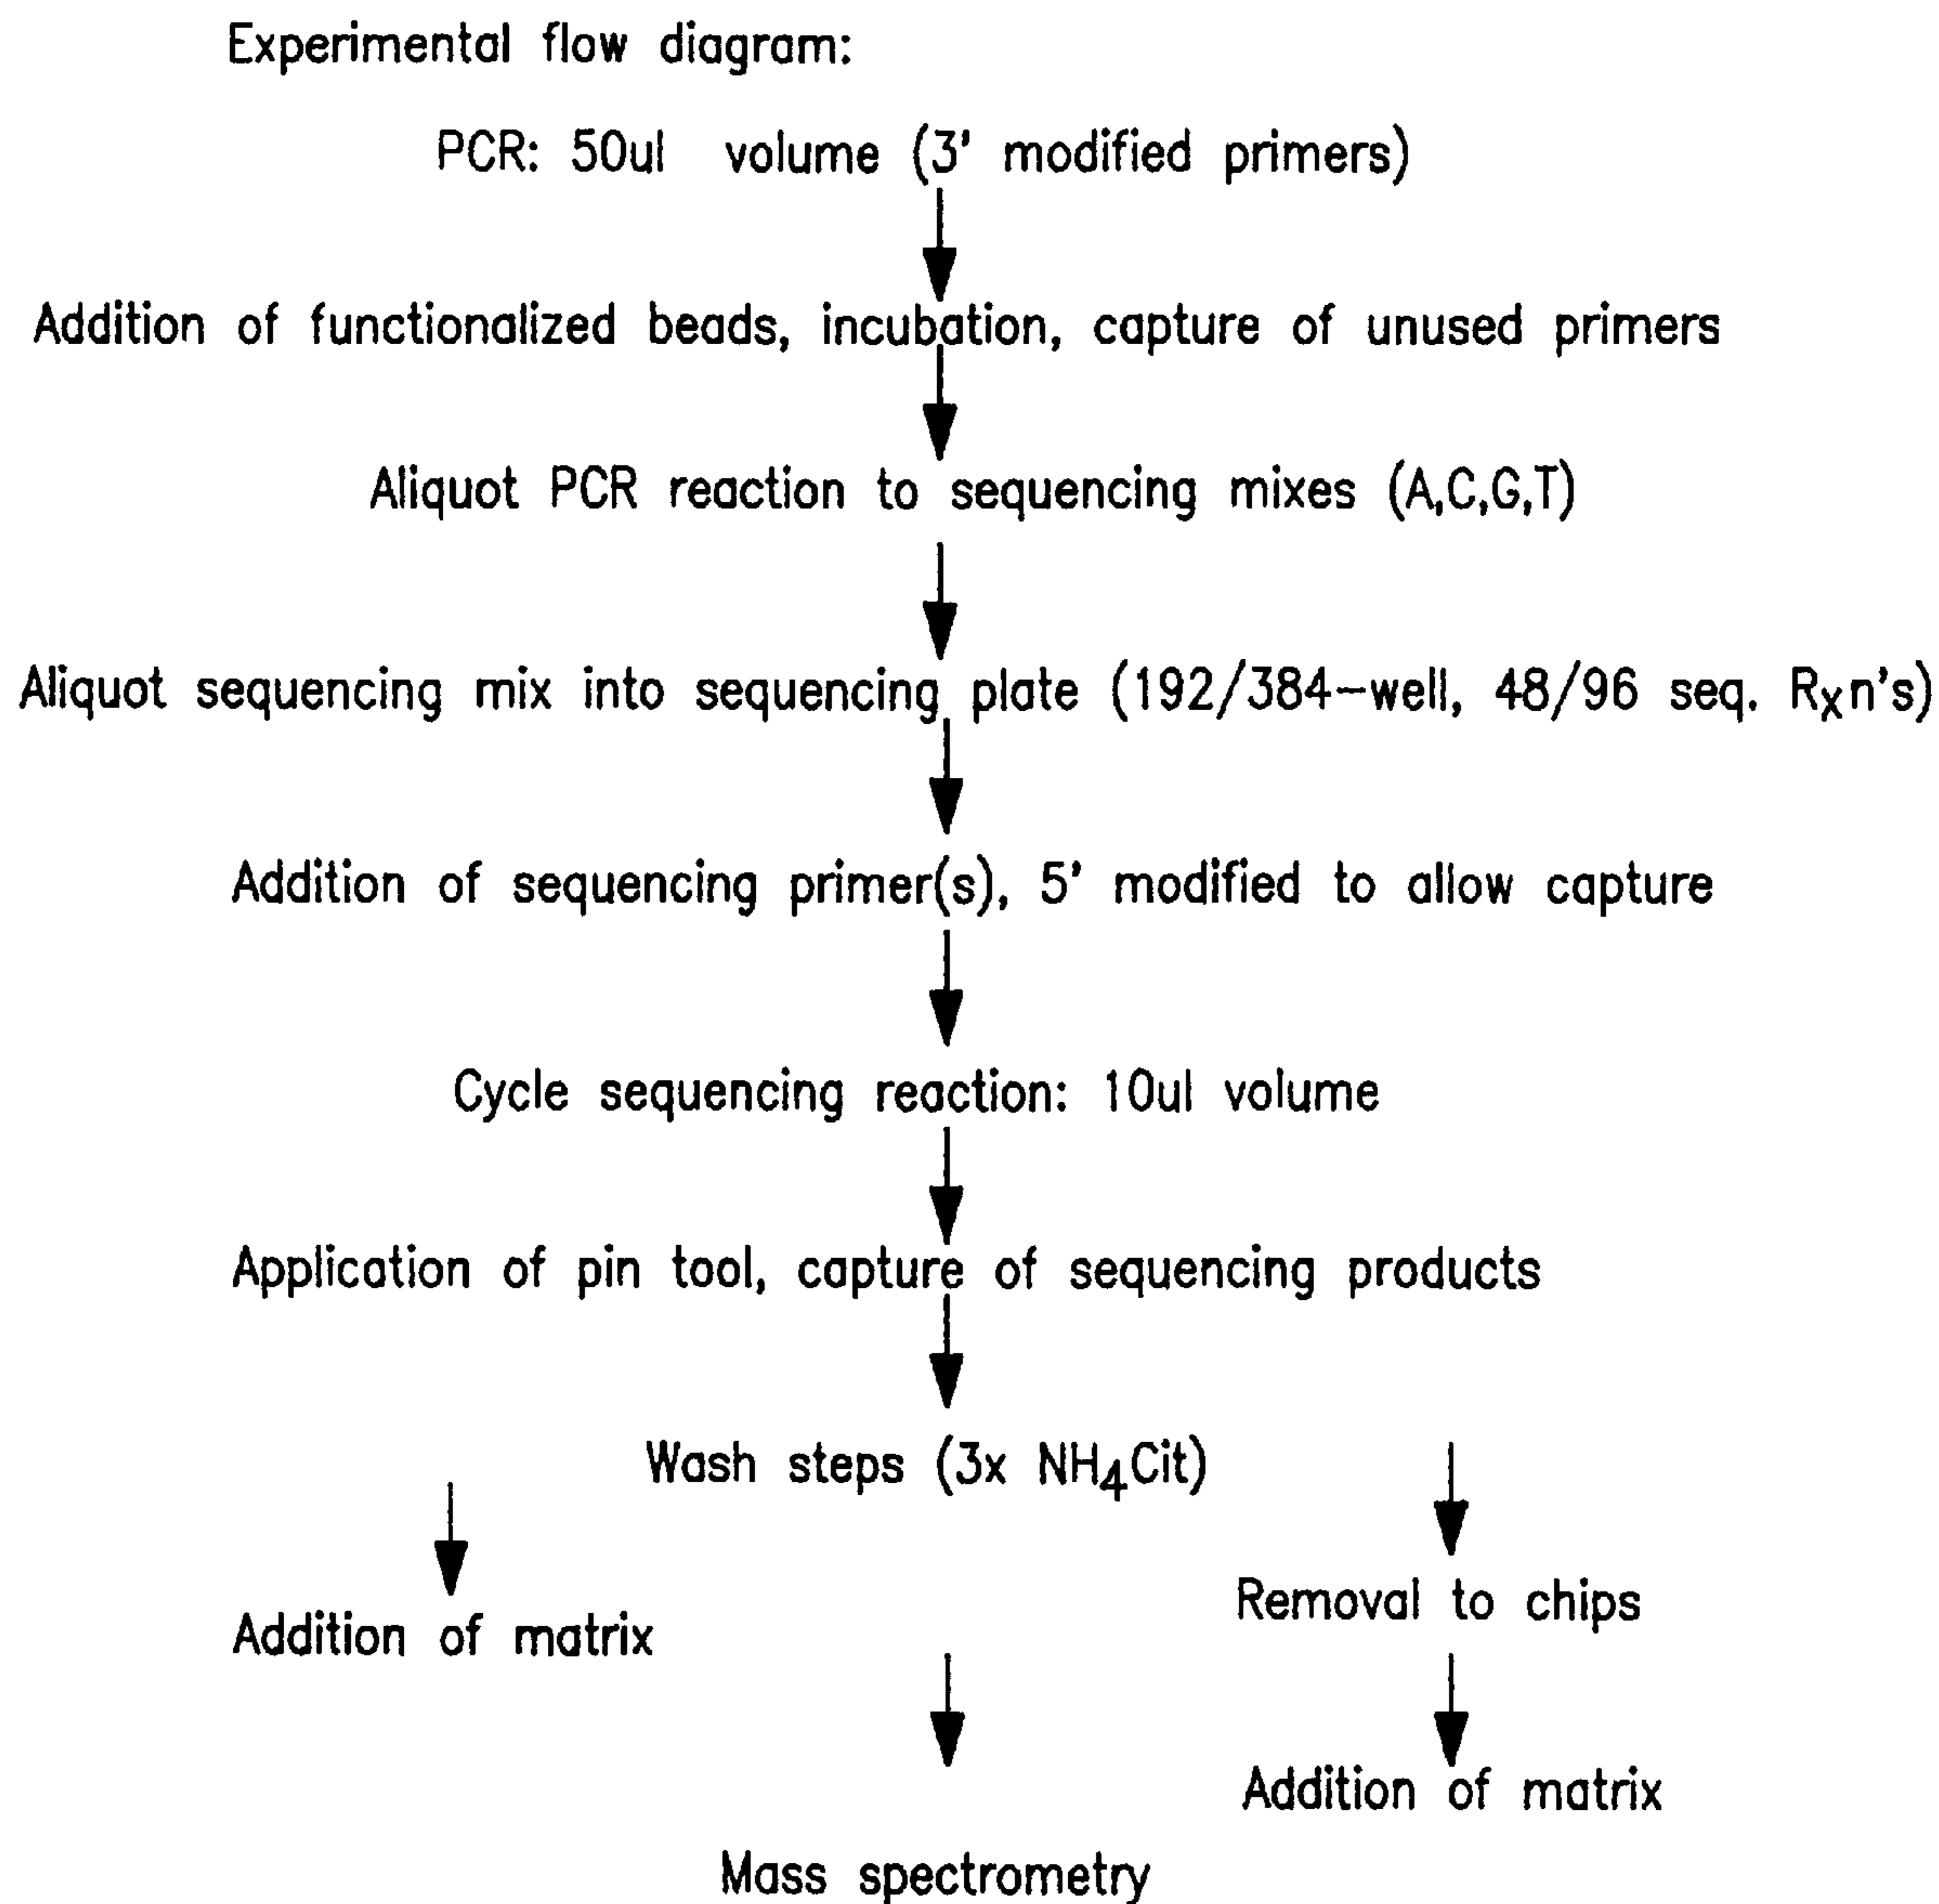 Experimental flow diagram:
PCR: 50ul volume (3' modified primers)
Addition of functionalized beads, incubation, capture of unused primers
Aliquot PCR reaction to sequencing mixes (A,C,G,T)
Aliquot sequencing mix into sequencing plate (192/384-well, 48/96 seq. Rxn's)
Addition of sequencing primer(s), 5' modified to allow capture
Cycle sequencing reaction: 10ul volume
Application of pin tool, capture of sequencing products
Wash steps (3x NH4Cit)
Removal to chips
Addition of matrix
Addition of matrix
Mass spectrometry